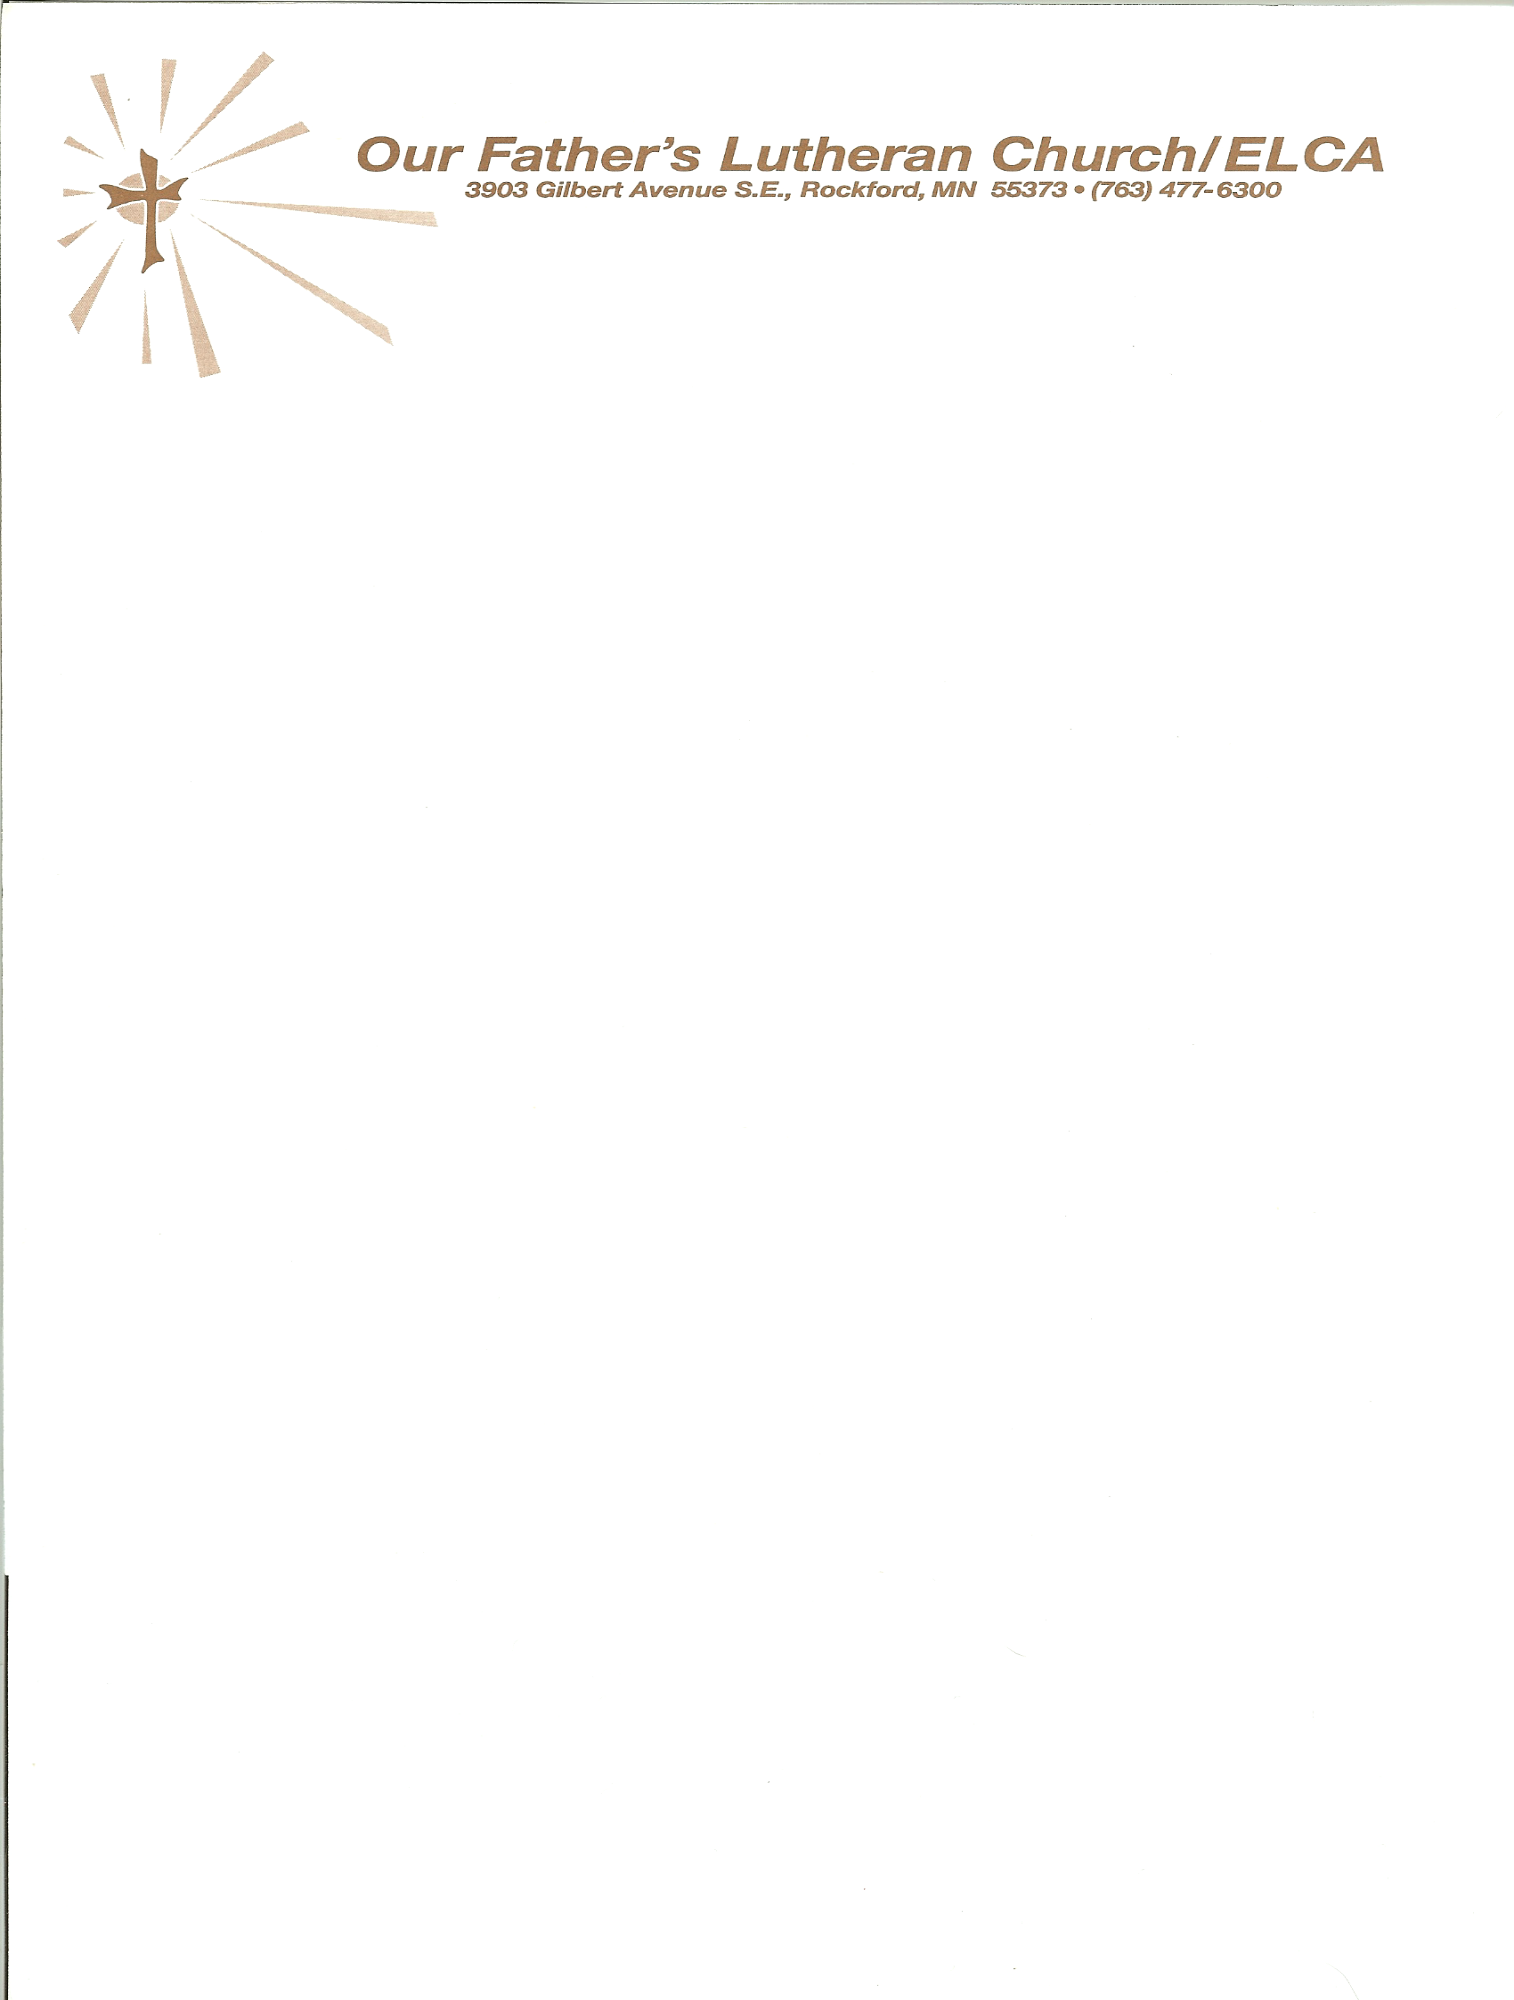 Our Father's Lutheran Church/ELCA
3903 Gilbert Avenue S.E., Rockford, MN 55373 • (763) 477-6300